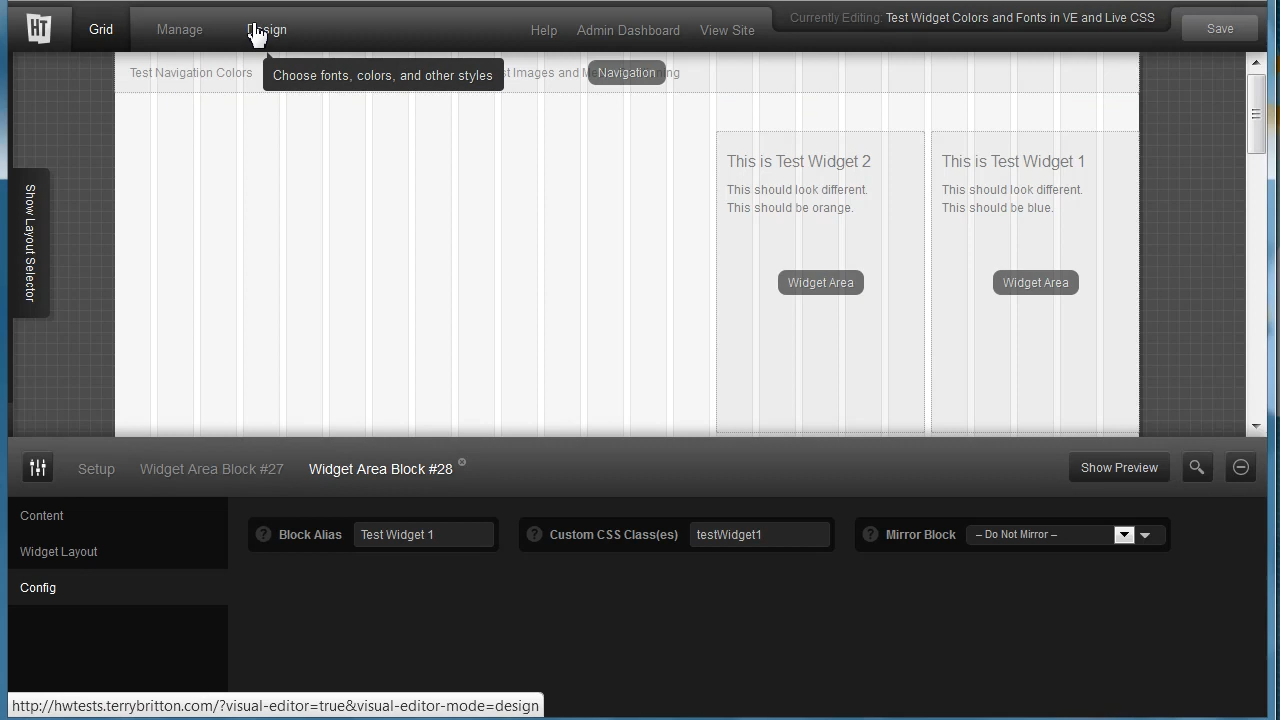 HT
Grid
Manage
Design
Help
Admin Dashboard
View Site
Currently Editing: Test Widget Colors and Fonts in VE and Live CSS
Save
Test Navigation Colors
Images and
Navigation
Choose fonts, colors, and other styles
Show Layout Selector
This is Test Widget 2
This should look different.
This should be orange.
Widget Area
This is Test Widget 1
This should look different.
This should be blue.
Widget Area
Setup
Widget Area Block #27
Widget Area Block #28
Show Preview
Content
Widget Layout
Config
? Block Alias
Test Widget 1
? Custom CSS Class(es)
testWidget1
? Mirror Block
– Do Not Mirror –
http://hwtests.terrybritton.com/?visual-editor=true&visual-editor-mode=design